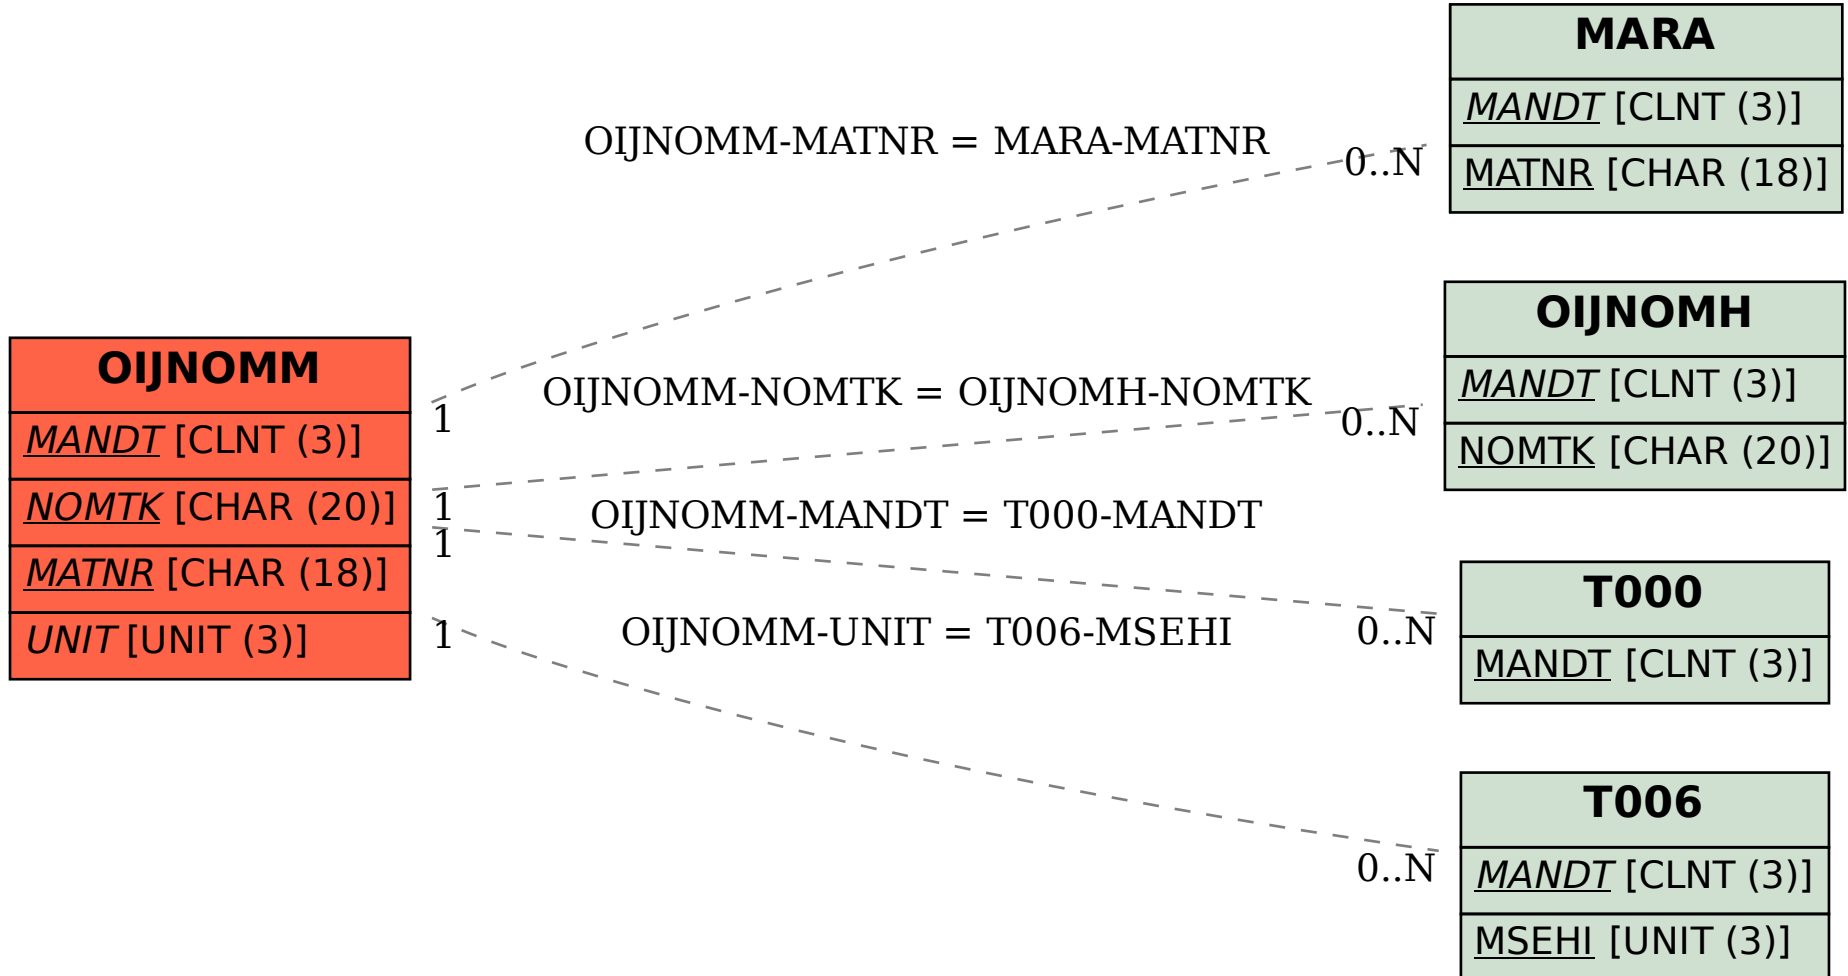 MARA
MANDT [CLNT (3)]
MATNR [CHAR (18)]
OIJNOMM-MATNR = MARA-MATNR
0..N
OIJNOMH
MANDT [CLNT (3)]
NOMTK [CHAR (20)]
OIJNOMM
MANDT [CLNT (3)]
NOMTK [CHAR (20)]
MATNR [CHAR (18)]
UNIT [UNIT (3)]
1
OIJNOMM-NOMTK = OIJNOMH-NOMTK
0..N
1
OIJNOMM-MANDT = T000-MANDT
1
0..N
T000
MANDT [CLNT (3)]
1
OIJNOMM-UNIT = T006-MSEHI
0..N
T006
MANDT [CLNT (3)]
MSEHI [UNIT (3)]